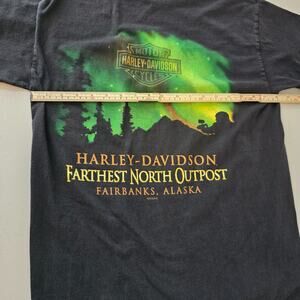 MOTOR
HARLEY-DAVIDSON
CYCLES
HARLEY-DAVIDSON
FARTHEST NORTH OUTPOST
FAIRBANKS, ALASKA